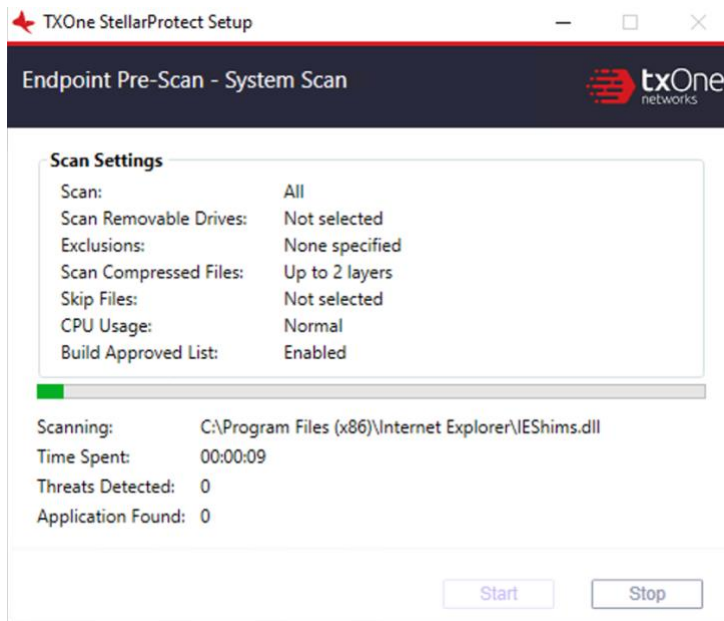 TXOne StellarProtect Setup
Endpoint Pre-Scan - System Scan
txOne
networks
Scan Settings
Scan: All
Scan Removable Drives: Not selected
Exclusions: None specified
Scan Compressed Files: Up to 2 layers
Skip Files: Not selected
CPU Usage: Normal
Build Approved List: Enabled
Scanning: C:\Program Files (x86)\Internet Explorer\IEShims.dll
Time Spent: 00:00:09
Threats Detected: 0
Application Found: 0
Start Stop